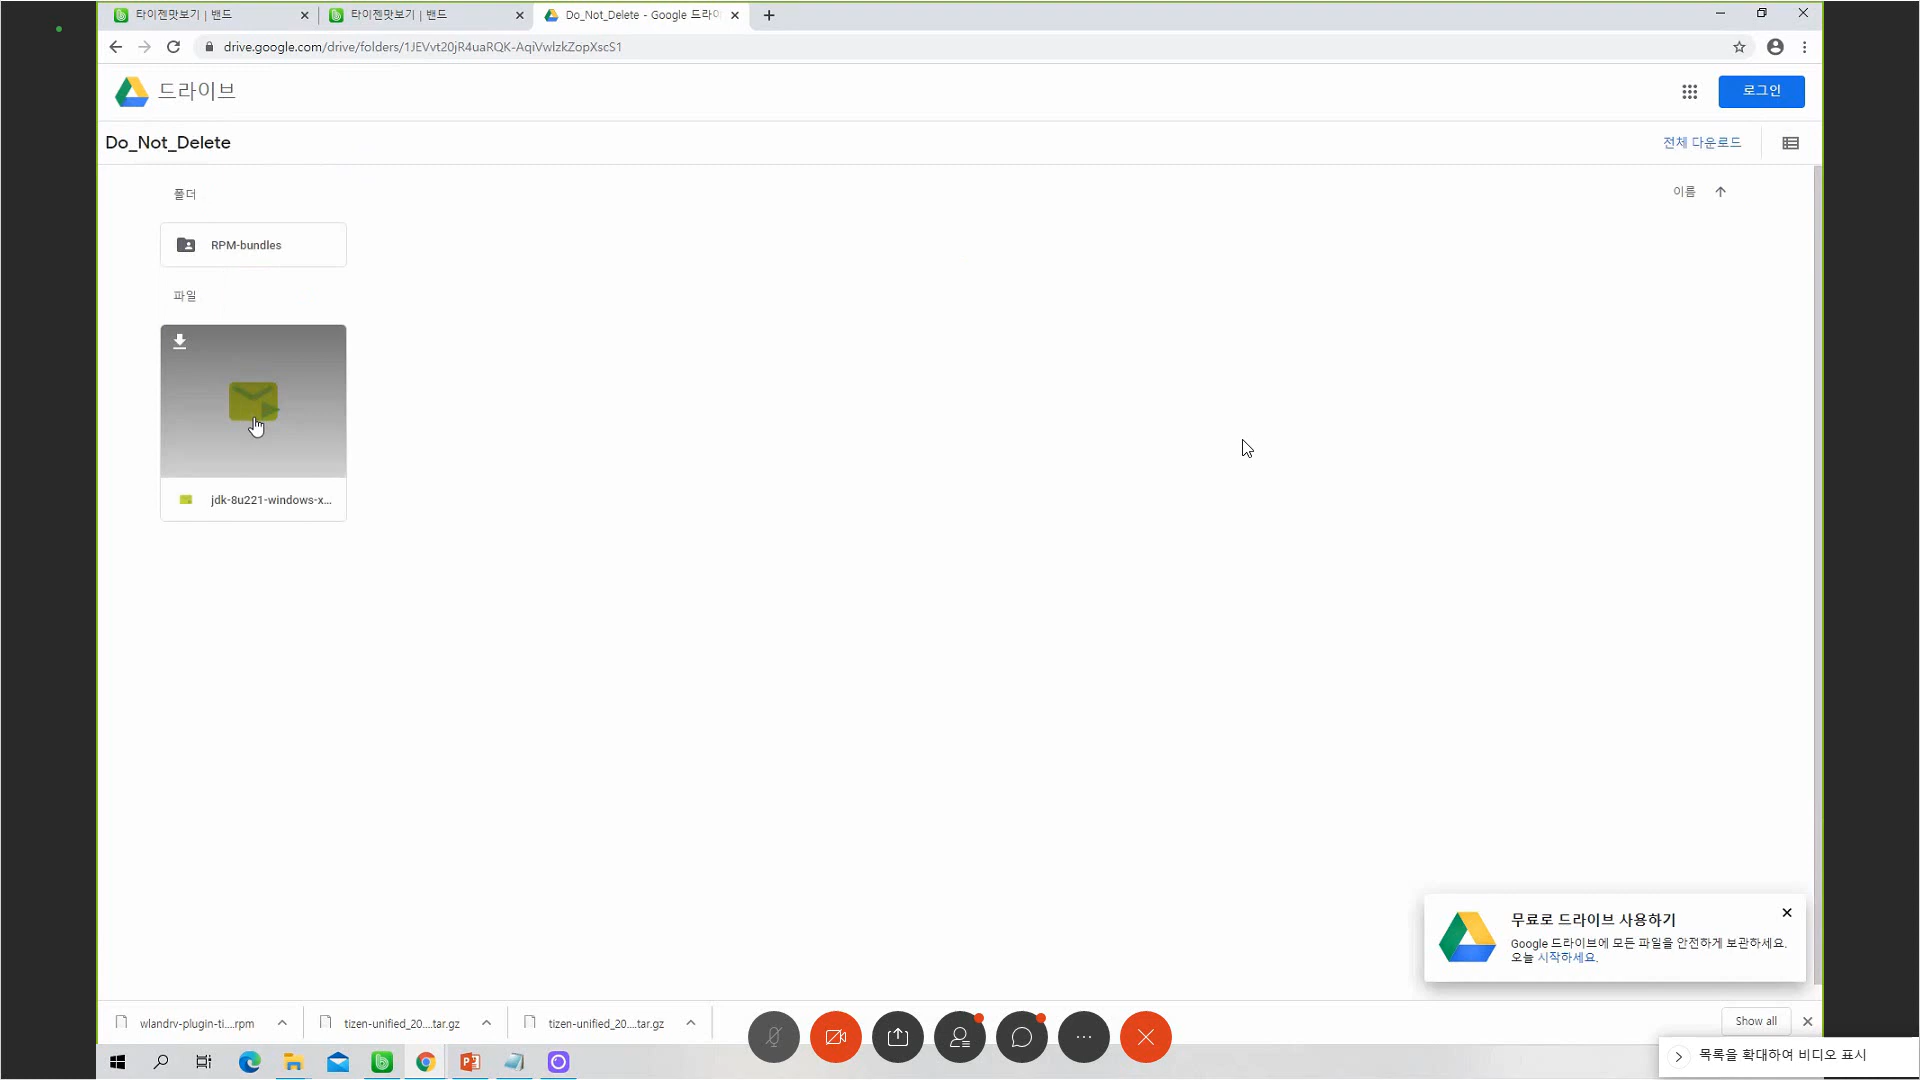 타이젠맛보기 | 밴드
타이젠맛보기 | 밴드
Do_Not_Delete - Google 드라이
drive.google.com/drive/folders/1JEVvt20jR4uaRQK-AqiVwIzkZopXscS1
드라이브
로그인
Do_Not_Delete
전체 다운로드
폴더
이름
RPM-bundles
파일
jdk-8u221-windows-x...
무료로 드라이브 사용하기
Google 드라이브에 모든 파일을 안전하게 보관하세요.
오늘 시작하세요.
wlandrv-plugin-ti....rpm
tizen-unified_20....tar.gz
tizen-unified_20....tar.gz
Show all
목록을 확대하여 비디오 표시